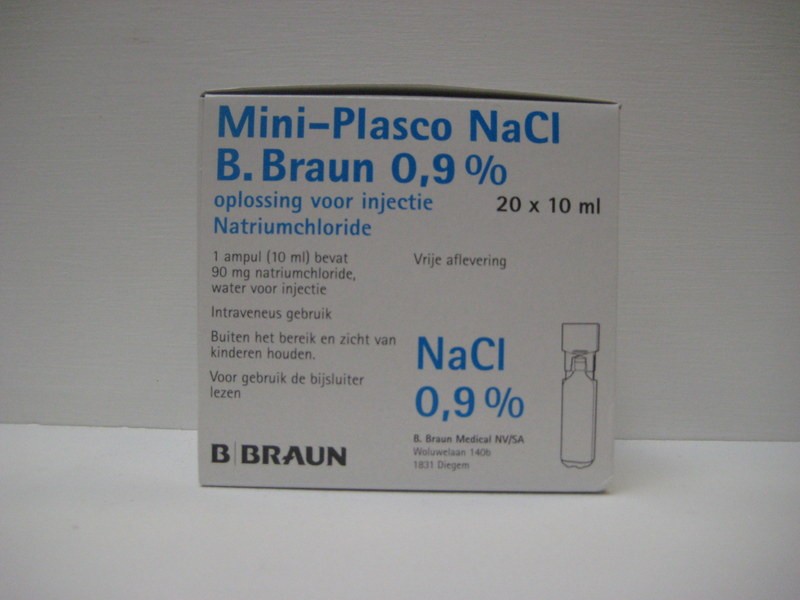 Mini-Plasco NaCl
B. Braun 0,9 %
oplossing voor injectie
20 x 10 ml
Natriumchloride
1 ampul (10 ml) bevat
90 mg natriumchloride,
water voor injectie
Vrije aflevering
Intraveneus gebruik
Buiten het bereik en zicht van
kinderen houden.
Voor gebruik de bijsluiter
lezen
NaCl
0,9 %
B. Braun Medical NV/SA
Woluwelaan 140b
1831 Diegem
B BRAUN